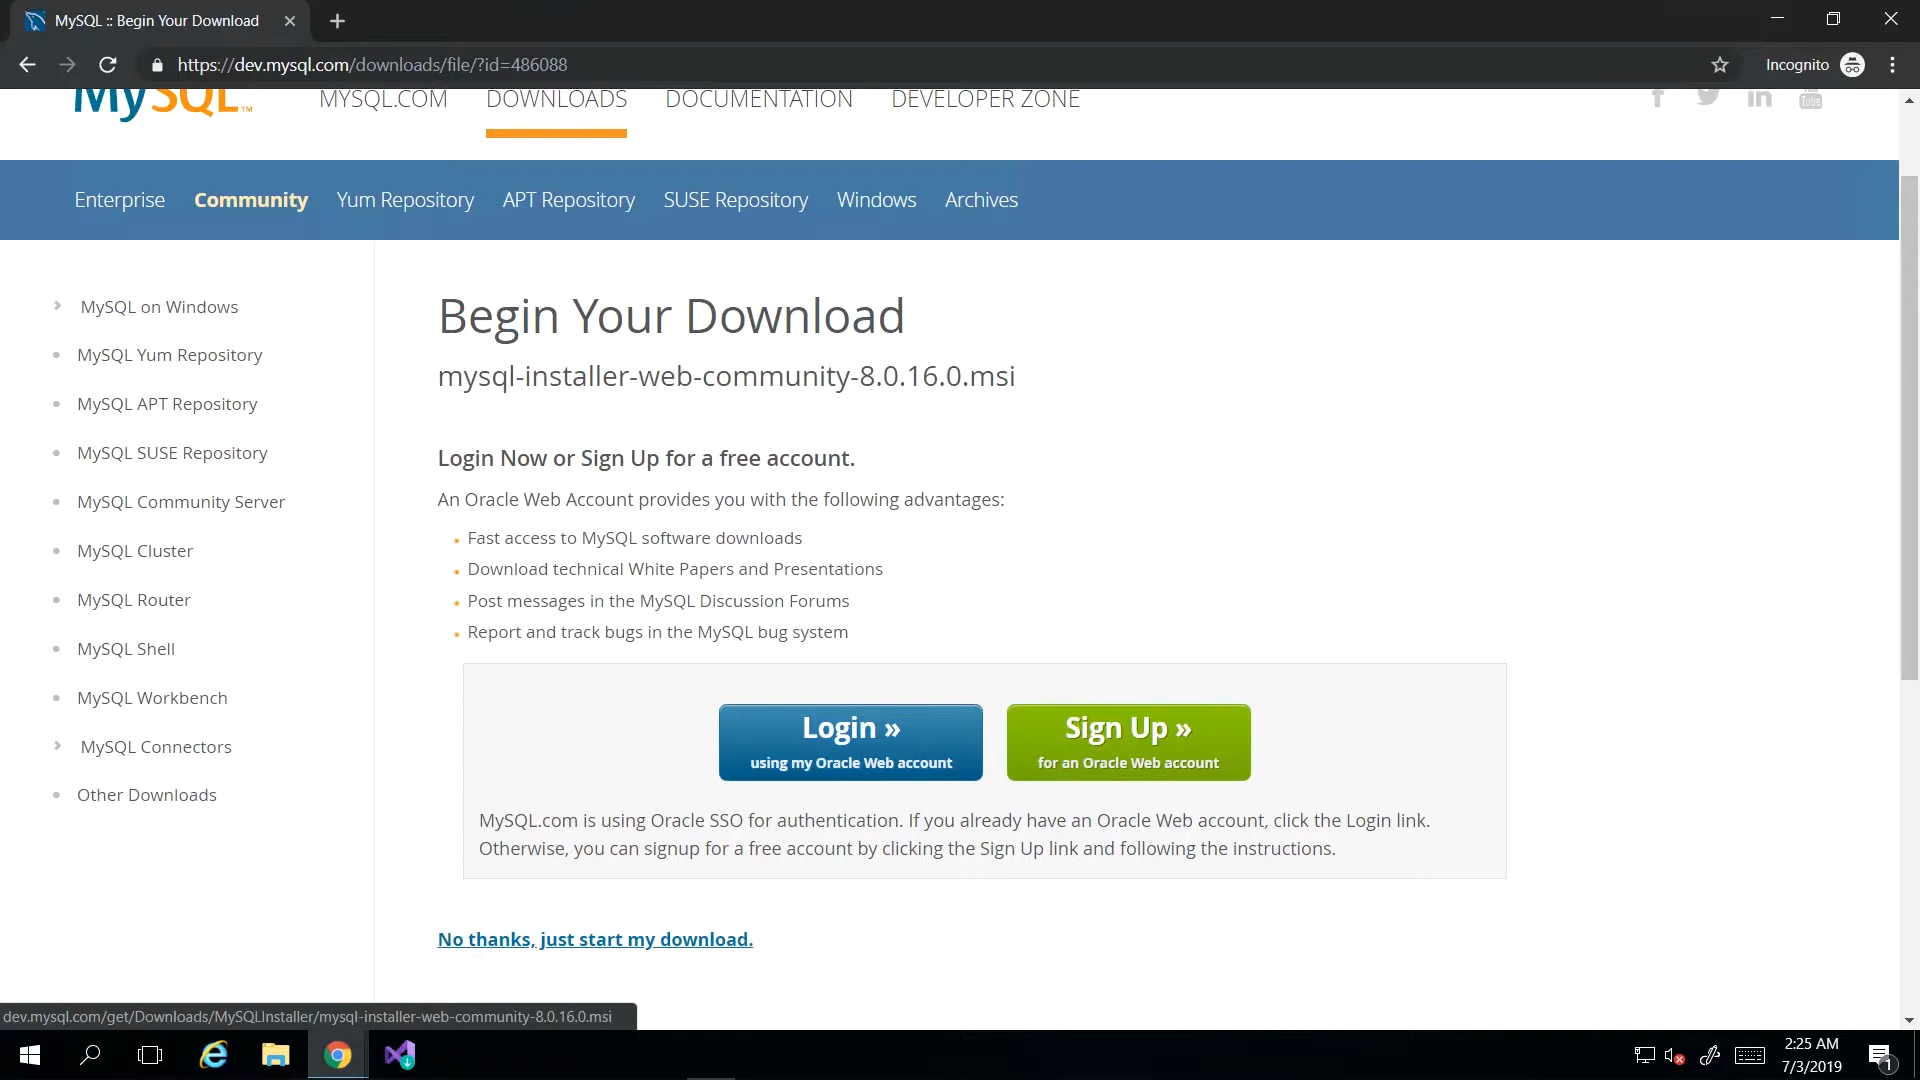 MySQL :: Begin Your Download
https://dev.mysql.com/downloads/file/?id=486088
Incognito
MySQL™
MYSQL.COM
DOWNLOADS
DOCUMENTATION
DEVELOPER ZONE
You
Tube
Enterprise
Community
Yum Repository
APT Repository
SUSE Repository
Windows
Archives
MySQL on Windows
MySQL Yum Repository
MySQL APT Repository
MySQL SUSE Repository
MySQL Community Server
MySQL Cluster
MySQL Router
MySQL Shell
MySQL Workbench
MySQL Connectors
Other Downloads
Begin Your Download
mysql-installer-web-community-8.0.16.0.msi
Login Now or Sign Up for a free account.
An Oracle Web Account provides you with the following advantages:
Fast access to MySQL software downloads
Download technical White Papers and Presentations
Post messages in the MySQL Discussion Forums
Report and track bugs in the MySQL bug system
Login »
using my Oracle Web account
Sign Up »
for an Oracle Web account
MySQL.com is using Oracle SSO for authentication. If you already have an Oracle Web account, click the Login link.
Otherwise, you can signup for a free account by clicking the Sign Up link and following the instructions.
No thanks, just start my download.
dev.mysql.com/get/Downloads/MySQLInstaller/mysql-installer-web-community-8.0.16.0.msi
2:25 AM
7/3/2019
1